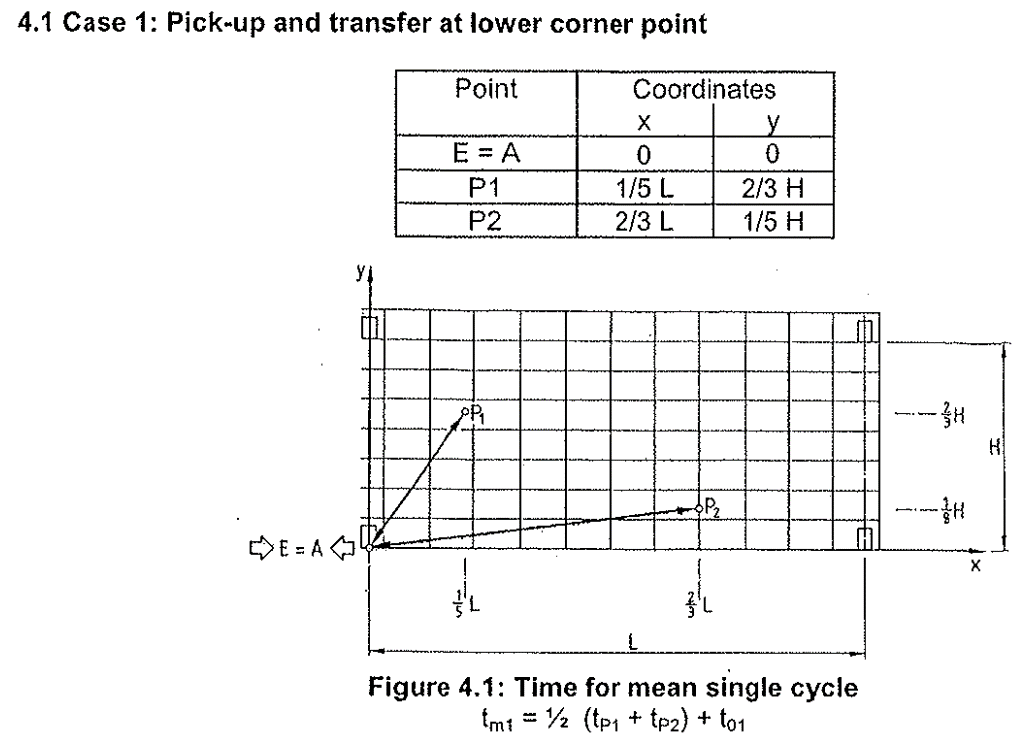 4.1 Case 1: Pick-up and transfer at lower corner point
Point Coordinates
x y
E = A 0 0
P1 1/5 L 2/3 H
P2 2/3 L 1/5 H
y
P₁
2/3 H
H
P₂
1/8 H
E = A
x
1/5 L
2/3 L
L
Figure 4.1: Time for mean single cycle
tm1 = ½ (tP1 + tP2) + t01